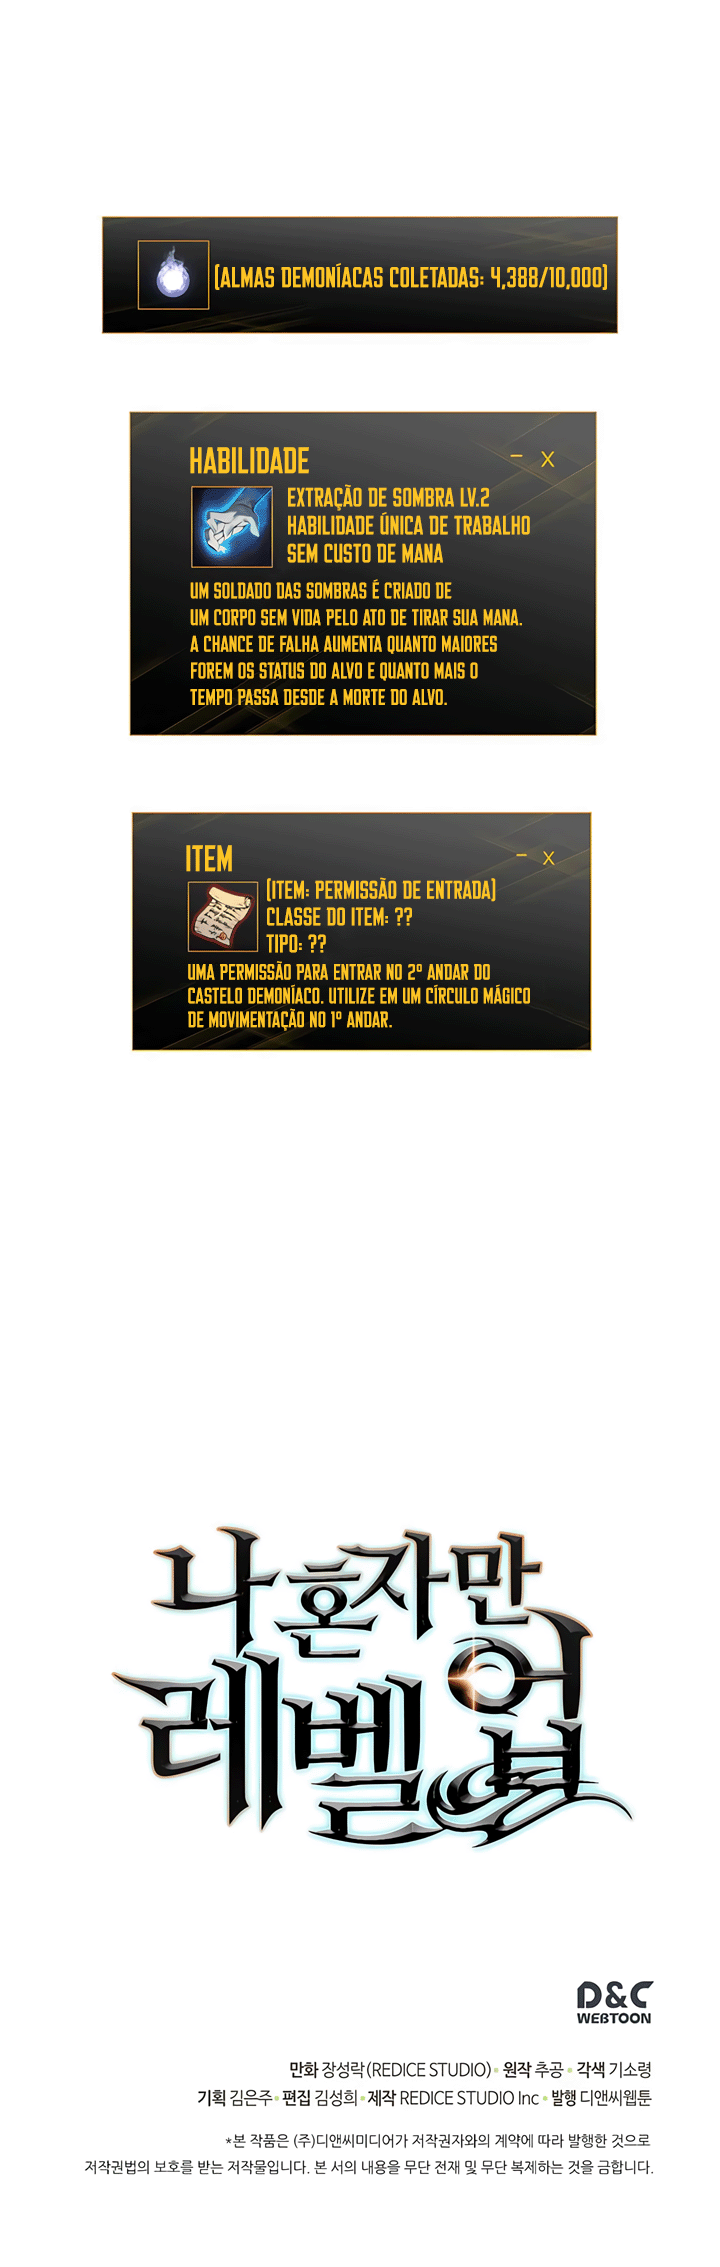 [ALMAS DEMONÍACAS COLETADAS: 4,388/10,000]
HABILIDADE
- X
EXTRAÇÃO DE SOMBRA LV.2
HABILIDADE ÚNICA DE TRABALHO
SEM CUSTO DE MANA
UM SOLDADO DAS SOMBRAS É CRIADO DE
UM CORPO SEM VIDA PELO ATO DE TIRAR SUA MANA.
A CHANCE DE FALHA AUMENTA QUANTO MAIORES
FOREM OS STATUS DO ALVO E QUANTO MAIS O
TEMPO PASSA DESDE A MORTE DO ALVO.
ITEM
- X
[ITEM: PERMISSÃO DE ENTRADA]
CLASSE DO ITEM: ??
TIPO: ??
UMA PERMISSÃO PARA ENTRAR NO 2º ANDAR DO
CASTELO DEMONÍACO. UTILIZE EM UM CÍRCULO MÁGICO
DE MOVIMENTAÇÃO NO 1º ANDAR.
나 혼자만
레벨업
D&C
WEBTOON
만화 장성락(REDICE STUDIO) • 원작 추공 • 각색 기소령
기획 김은주 • 편집 김성희 • 제작 REDICE STUDIO Inc • 발행 디앤씨웹툰
*본 작품은 (주)디앤씨미디어가 저작권자와의 계약에 따라 발행한 것으로
저작권법의 보호를 받는 저작물입니다. 본 서의 내용을 무단 전재 및 무단 복제하는 것을 금합니다.